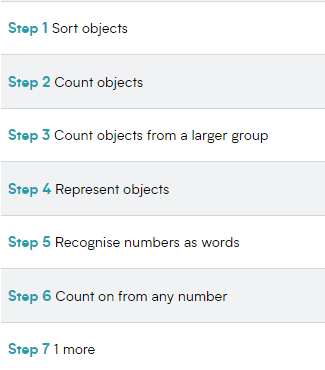 Step 1 Sort objects
Step 2 Count objects
Step 3 Count objects from a larger group
Step 4 Represent objects
Step 5 Recognise numbers as words
Step 6 Count on from any number
Step 7 1 more